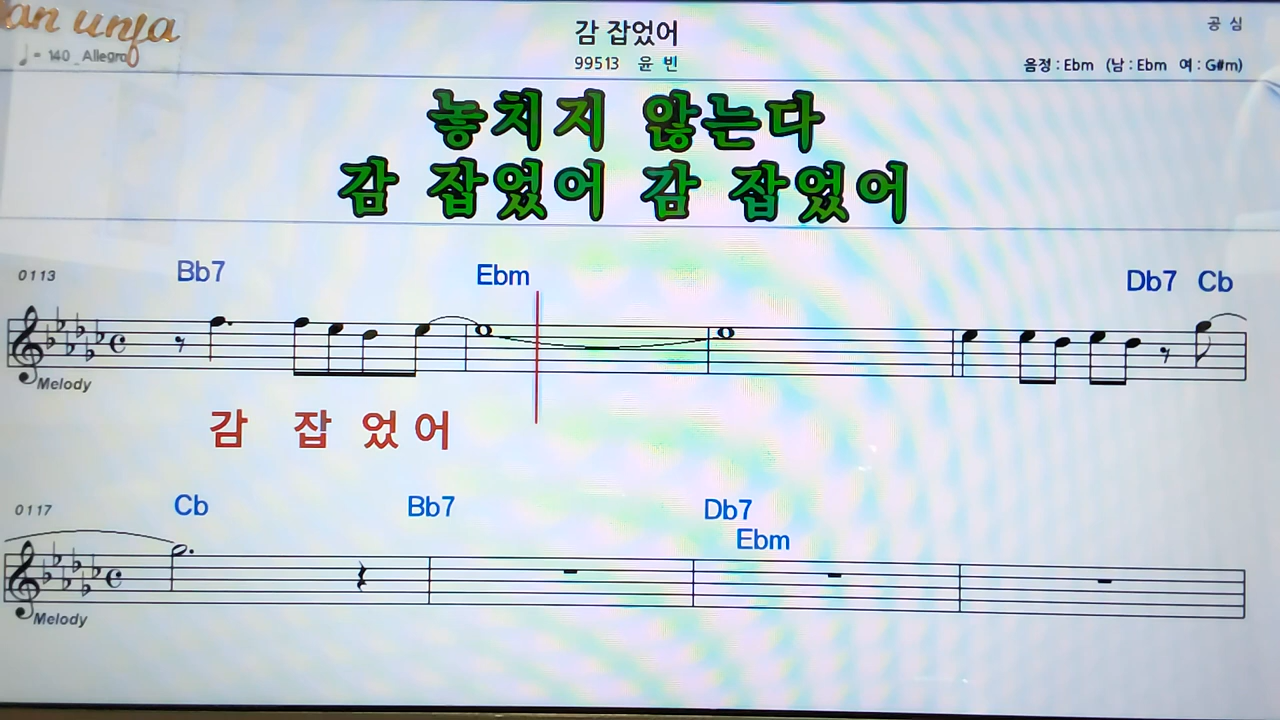 감 잡었어
공 심
♩ = 140 _ Allegro
99513 윤 빈
음정 : Ebm (남 : Ebm 여 : G#m)
놓치지 않는다
감 잡었어 감 잡었어
0113 Bb7 Ebm Db7 Cb
Melody
감 잡 었 어
0117 Cb Bb7 Db7
Ebm
Melody